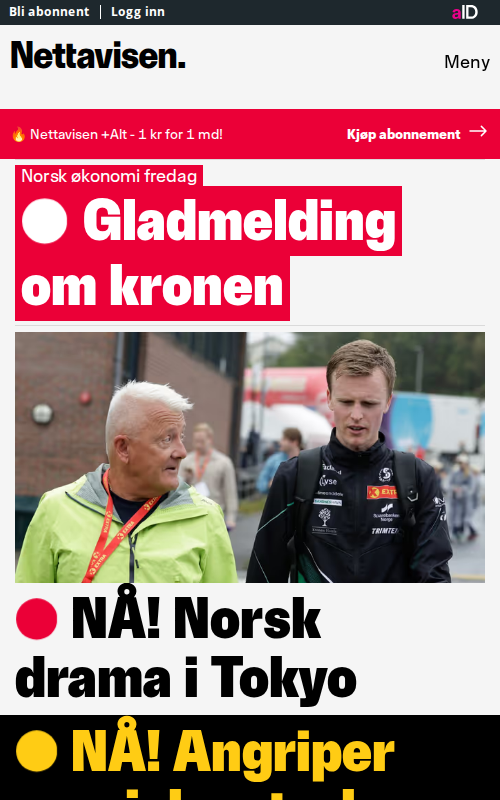 Bli abonnent | Logg inn
aID
Nettavisen.
Meny
Nettavisen +Alt - 1 kr for 1 md!
Kjøp abonnement
Norsk økonomi fredag
Gladmelding
om kronen
NÅ! Norsk
drama i Tokyo
NÅ! Angriper